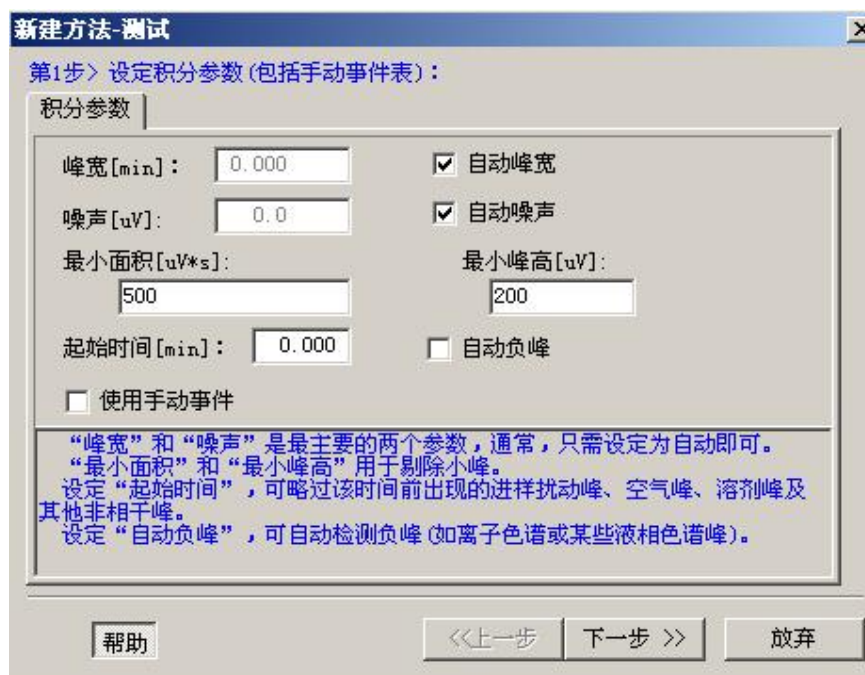 新建方法-测试
第1步> 设定积分参数(包括手动事件表):
积分参数
峰宽[min]: 0.000 自动峰宽
噪声[uV]: 0.0 自动噪声
最小面积[uV*s]: 最小峰高[uV]:
500 200
起始时间[min]: 0.000 自动负峰
使用手动事件
“峰宽”和“噪声”是最主要的两个参数,通常,只需设定为自动即可。
“最小面积”和“最小峰高”用于剔除小峰。
设定“起始时间”,可略过该时间前出现的进样扰动峰、空气峰、溶剂峰及
其他非相干峰。
设定“自动负峰”,可自动检测负峰(如离子色谱或某些液相色谱峰)。
帮助 <<上一步 下一步 >> 放弃